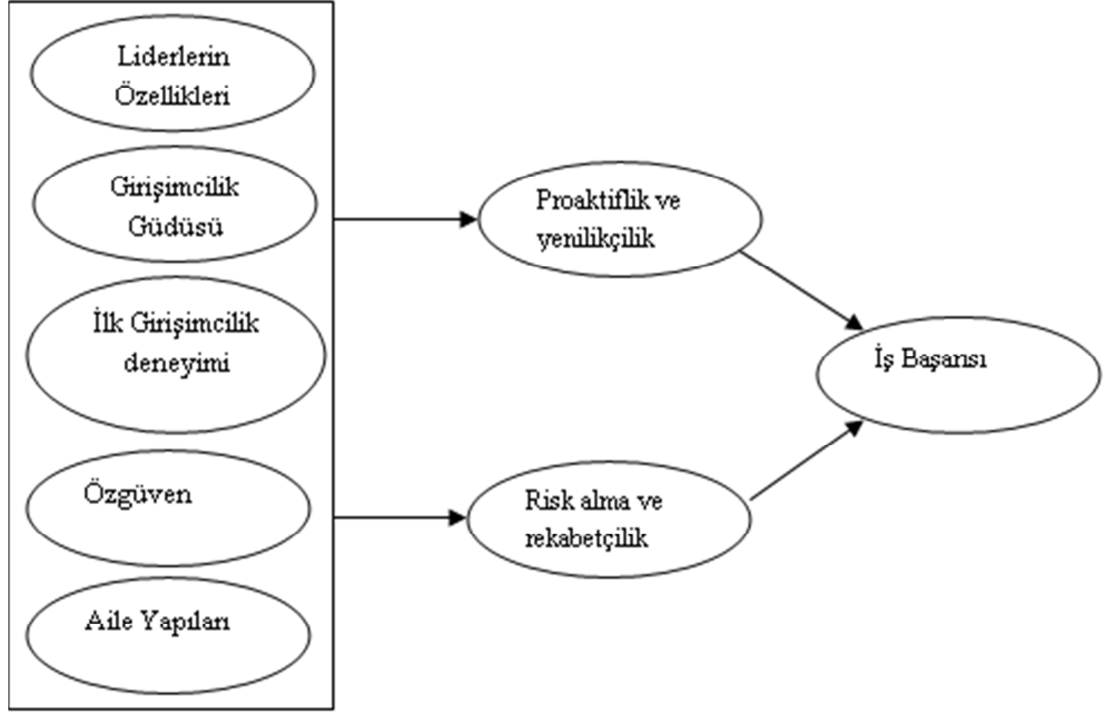 Liderlerin
Özellikleri
Girişimcilik
Güdüsü
İlk Girişimcilik
deneyimi
Özgüven
Aile Yapıları
Proaktiflik ve
yenilikçilik
Risk alma ve
rekabetçilik
İş Başarısı